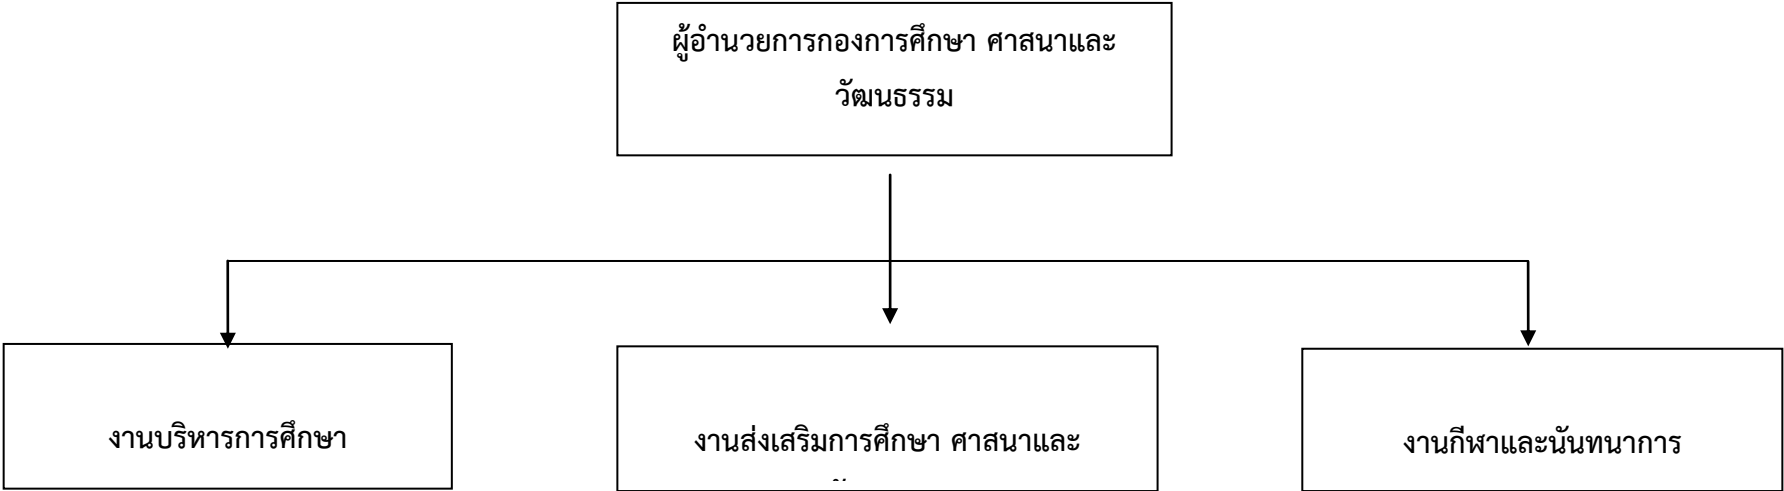 ผู้อำนวยการกองการศึกษา ศาสนาและ
วัฒนธรรม
งานบริหารการศึกษา
งานส่งเสริมการศึกษา ศาสนาและ
งานกีฬาและนันทนาการ